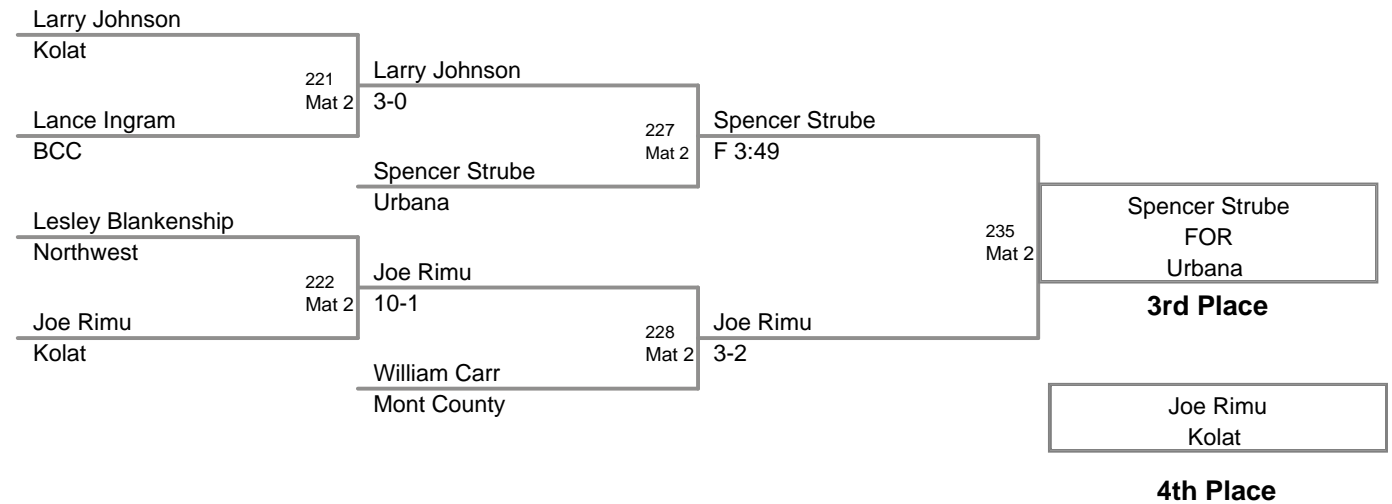 Larry Johnson
Kolat
221
Mat 2
Larry Johnson
3-0
Lance Ingram
BCC
227
Mat 2
Spencer Strube
F 3:49
Spencer Strube
Urbana
Lesley Blankenship
Northwest
222
Mat 2
Joe Rimu
10-1
Joe Rimu
Kolat
228
Mat 2
Joe Rimu
3-2
William Carr
Mont County
235
Mat 2
Spencer Strube
FOR
Urbana
3rd Place
Joe Rimu
Kolat
4th Place